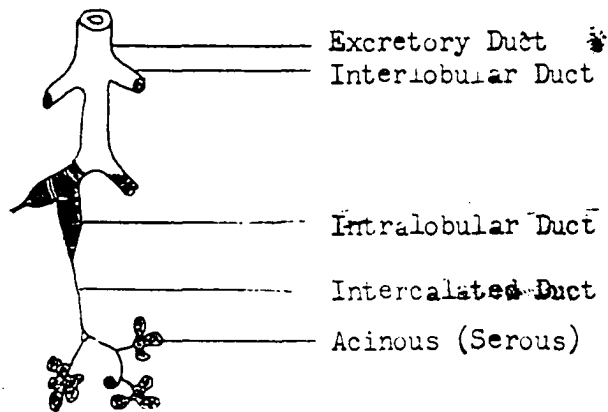 Excretory Duct
Interlobular Duct
Intralobular Duct
Intercalated Duct
Acinous (Serous)